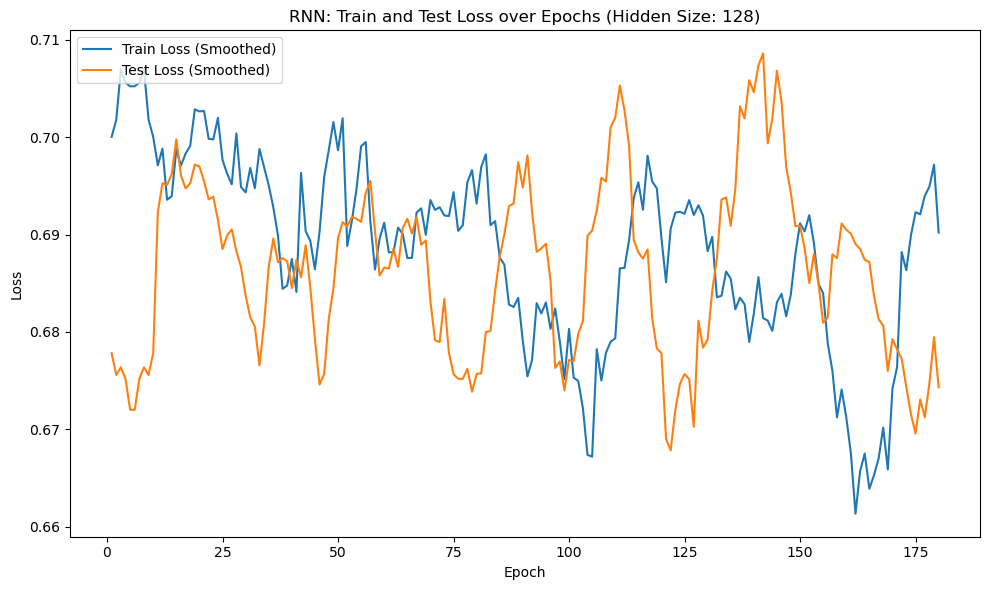 RNN: Train and Test Loss over Epochs (Hidden Size: 128)
Train Loss (Smoothed)
Test Loss (Smoothed)
0.71
0.70
0.69
0.68
0.67
0.66
Loss
0 25 50 75 100 125 150 175
Epoch